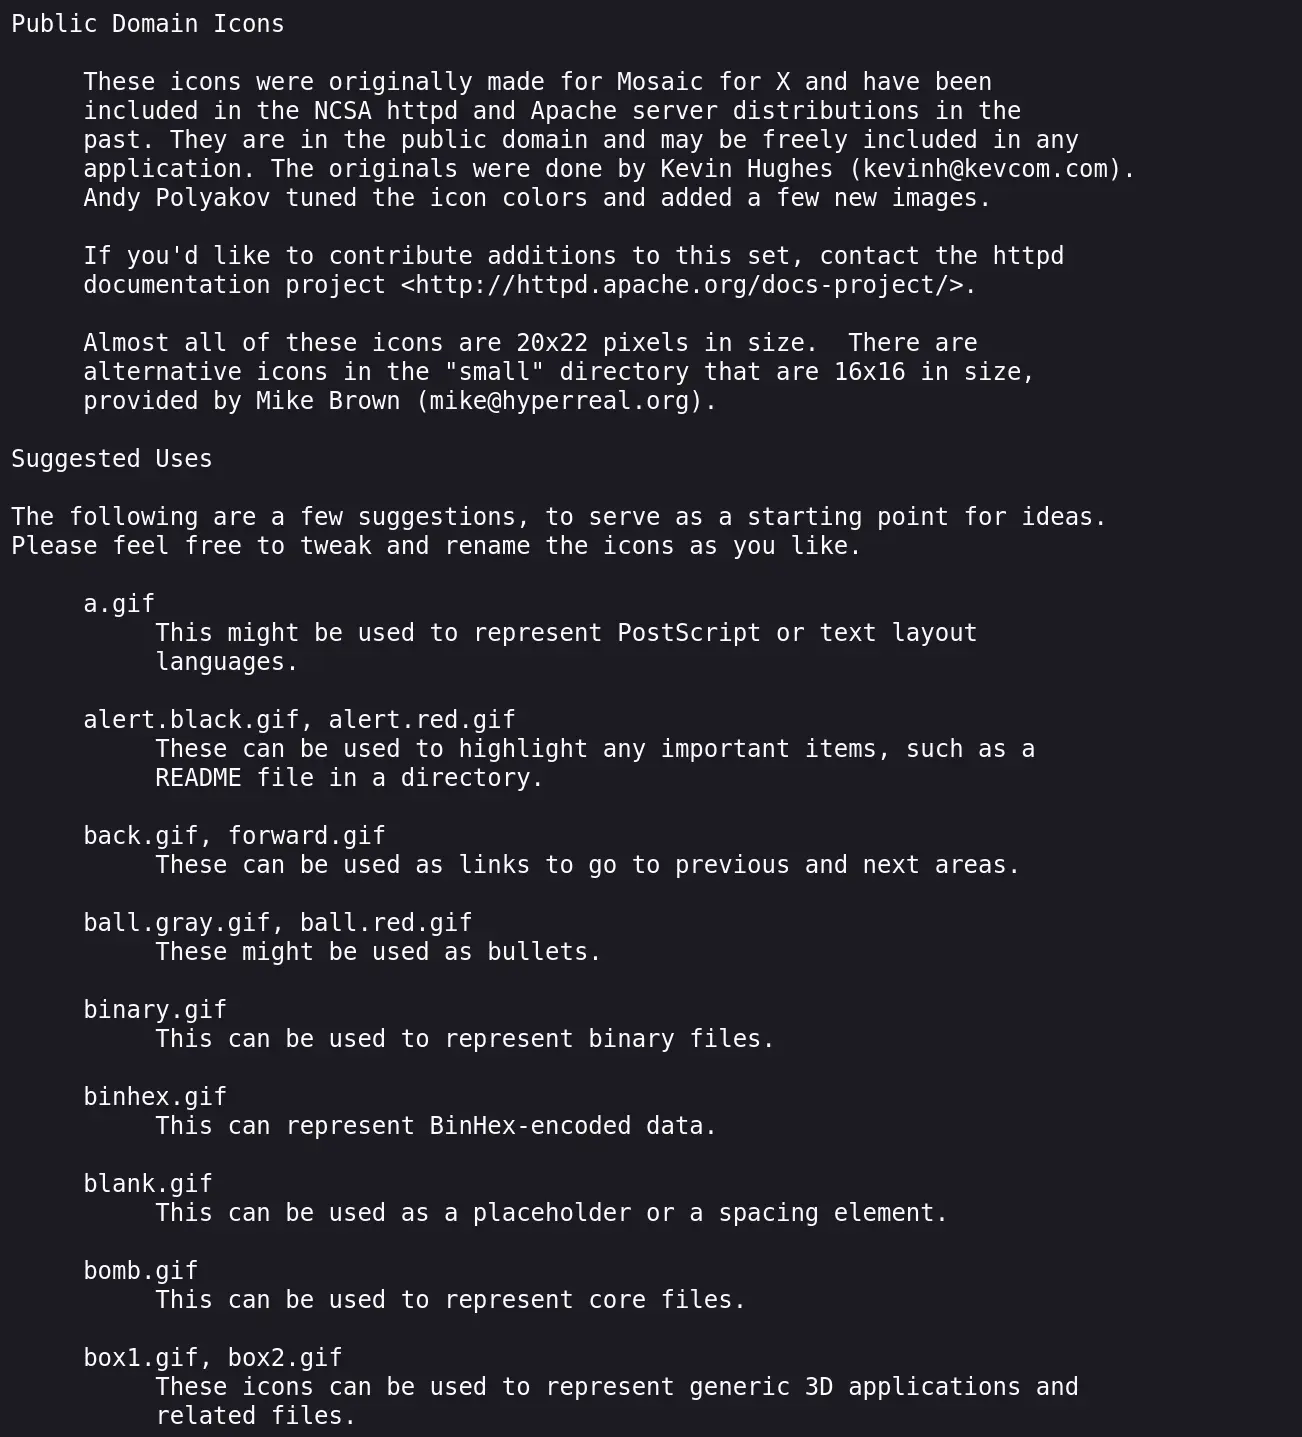 Public Domain Icons

     These icons were originally made for Mosaic for X and have been
     included in the NCSA httpd and Apache server distributions in the
     past. They are in the public domain and may be freely included in any
     application. The originals were done by Kevin Hughes (kevinh@kevcom.com).
     Andy Polyakov tuned the icon colors and added a few new images.

     If you'd like to contribute additions to this set, contact the httpd
     documentation project <http://httpd.apache.org/docs-project/>.

     Almost all of these icons are 20x22 pixels in size.  There are
     alternative icons in the "small" directory that are 16x16 in size,
     provided by Mike Brown (mike@hyperreal.org).

Suggested Uses

The following are a few suggestions, to serve as a starting point for ideas.
Please feel free to tweak and rename the icons as you like.

     a.gif
          This might be used to represent PostScript or text layout
          languages.

     alert.black.gif, alert.red.gif
          These can be used to highlight any important items, such as a
          README file in a directory.

     back.gif, forward.gif
          These can be used as links to go to previous and next areas.

     ball.gray.gif, ball.red.gif
          These might be used as bullets.

     binary.gif
          This can be used to represent binary files.

     binhex.gif
          This can represent BinHex-encoded data.

     blank.gif
          This can be used as a placeholder or a spacing element.

     bomb.gif
          This can be used to represent core files.

     box1.gif, box2.gif
          These icons can be used to represent generic 3D applications and
          related files.